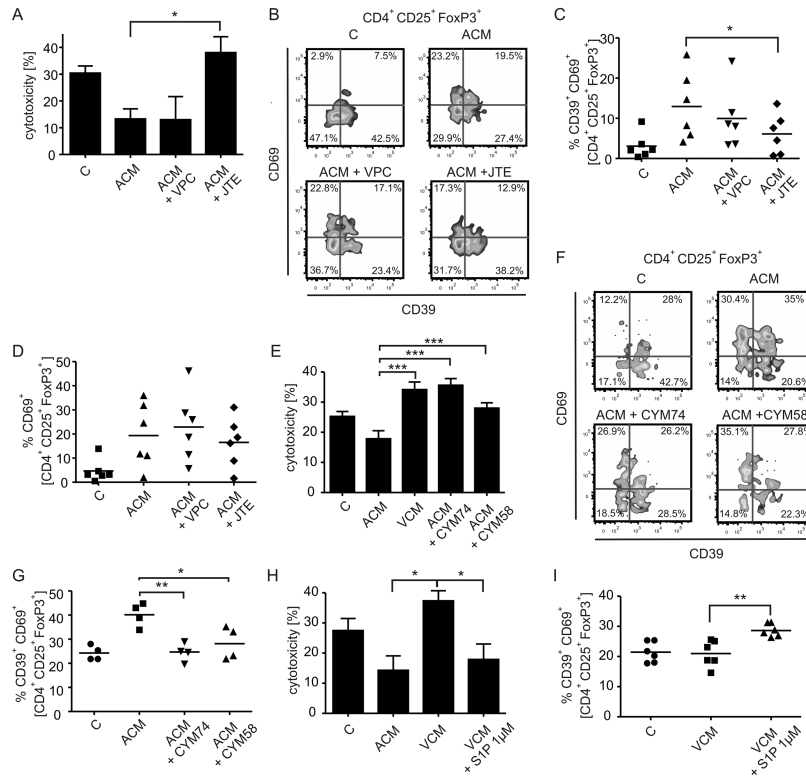 A
cytotoxicity [%]
40
30
20
10
0
*
C
ACM
ACM
+ VPC
ACM
+ JTE
B
CD4+ CD25+ FoxP3+
C
ACM
2.9% 7.5%
47.1% 42.5%
23.2% 19.5%
29.9% 27.4%
ACM + VPC
ACM +JTE
22.8% 17.1%
36.7% 23.4%
17.3% 12.9%
31.7% 38.2%
CD69
CD39
C
% CD39+ CD69+
[CD4+ CD25+ FoxP3+]
30
20
10
0
*
C
ACM
ACM
+ VPC
ACM
+ JTE
D
% CD69+
[CD4+ CD25+ FoxP3+]
50
40
30
20
10
0
C
ACM
ACM
+ VPC
ACM
+ JTE
E
cytotoxicity [%]
40
30
20
10
0
***
***
***
C
ACM
VCM
ACM
+ CYM74
ACM
+ CYM58
F
CD4+ CD25+ FoxP3+
C
ACM
12.2% 28%
17.1% 42.7%
30.4% 35%
14% 20.6%
ACM + CYM74
ACM +CYM58
26.9% 26.2%
18.5% 28.5%
35.1% 27.8%
14.8% 22.3%
CD69
CD39
G
% CD39+ CD69+
[CD4+ CD25+ FoxP3+]
50
40
30
20
10
0
*
**
C
ACM
ACM
+ CYM74
ACM
+ CYM58
H
cytotoxicity [%]
40
30
20
10
0
*
*
C
ACM
VCM
VCM
+ S1P 1µM
I
% CD39+ CD69+
[CD4+ CD25+ FoxP3+]
40
30
20
10
0
**
C
VCM
VCM
+ S1P 1µM